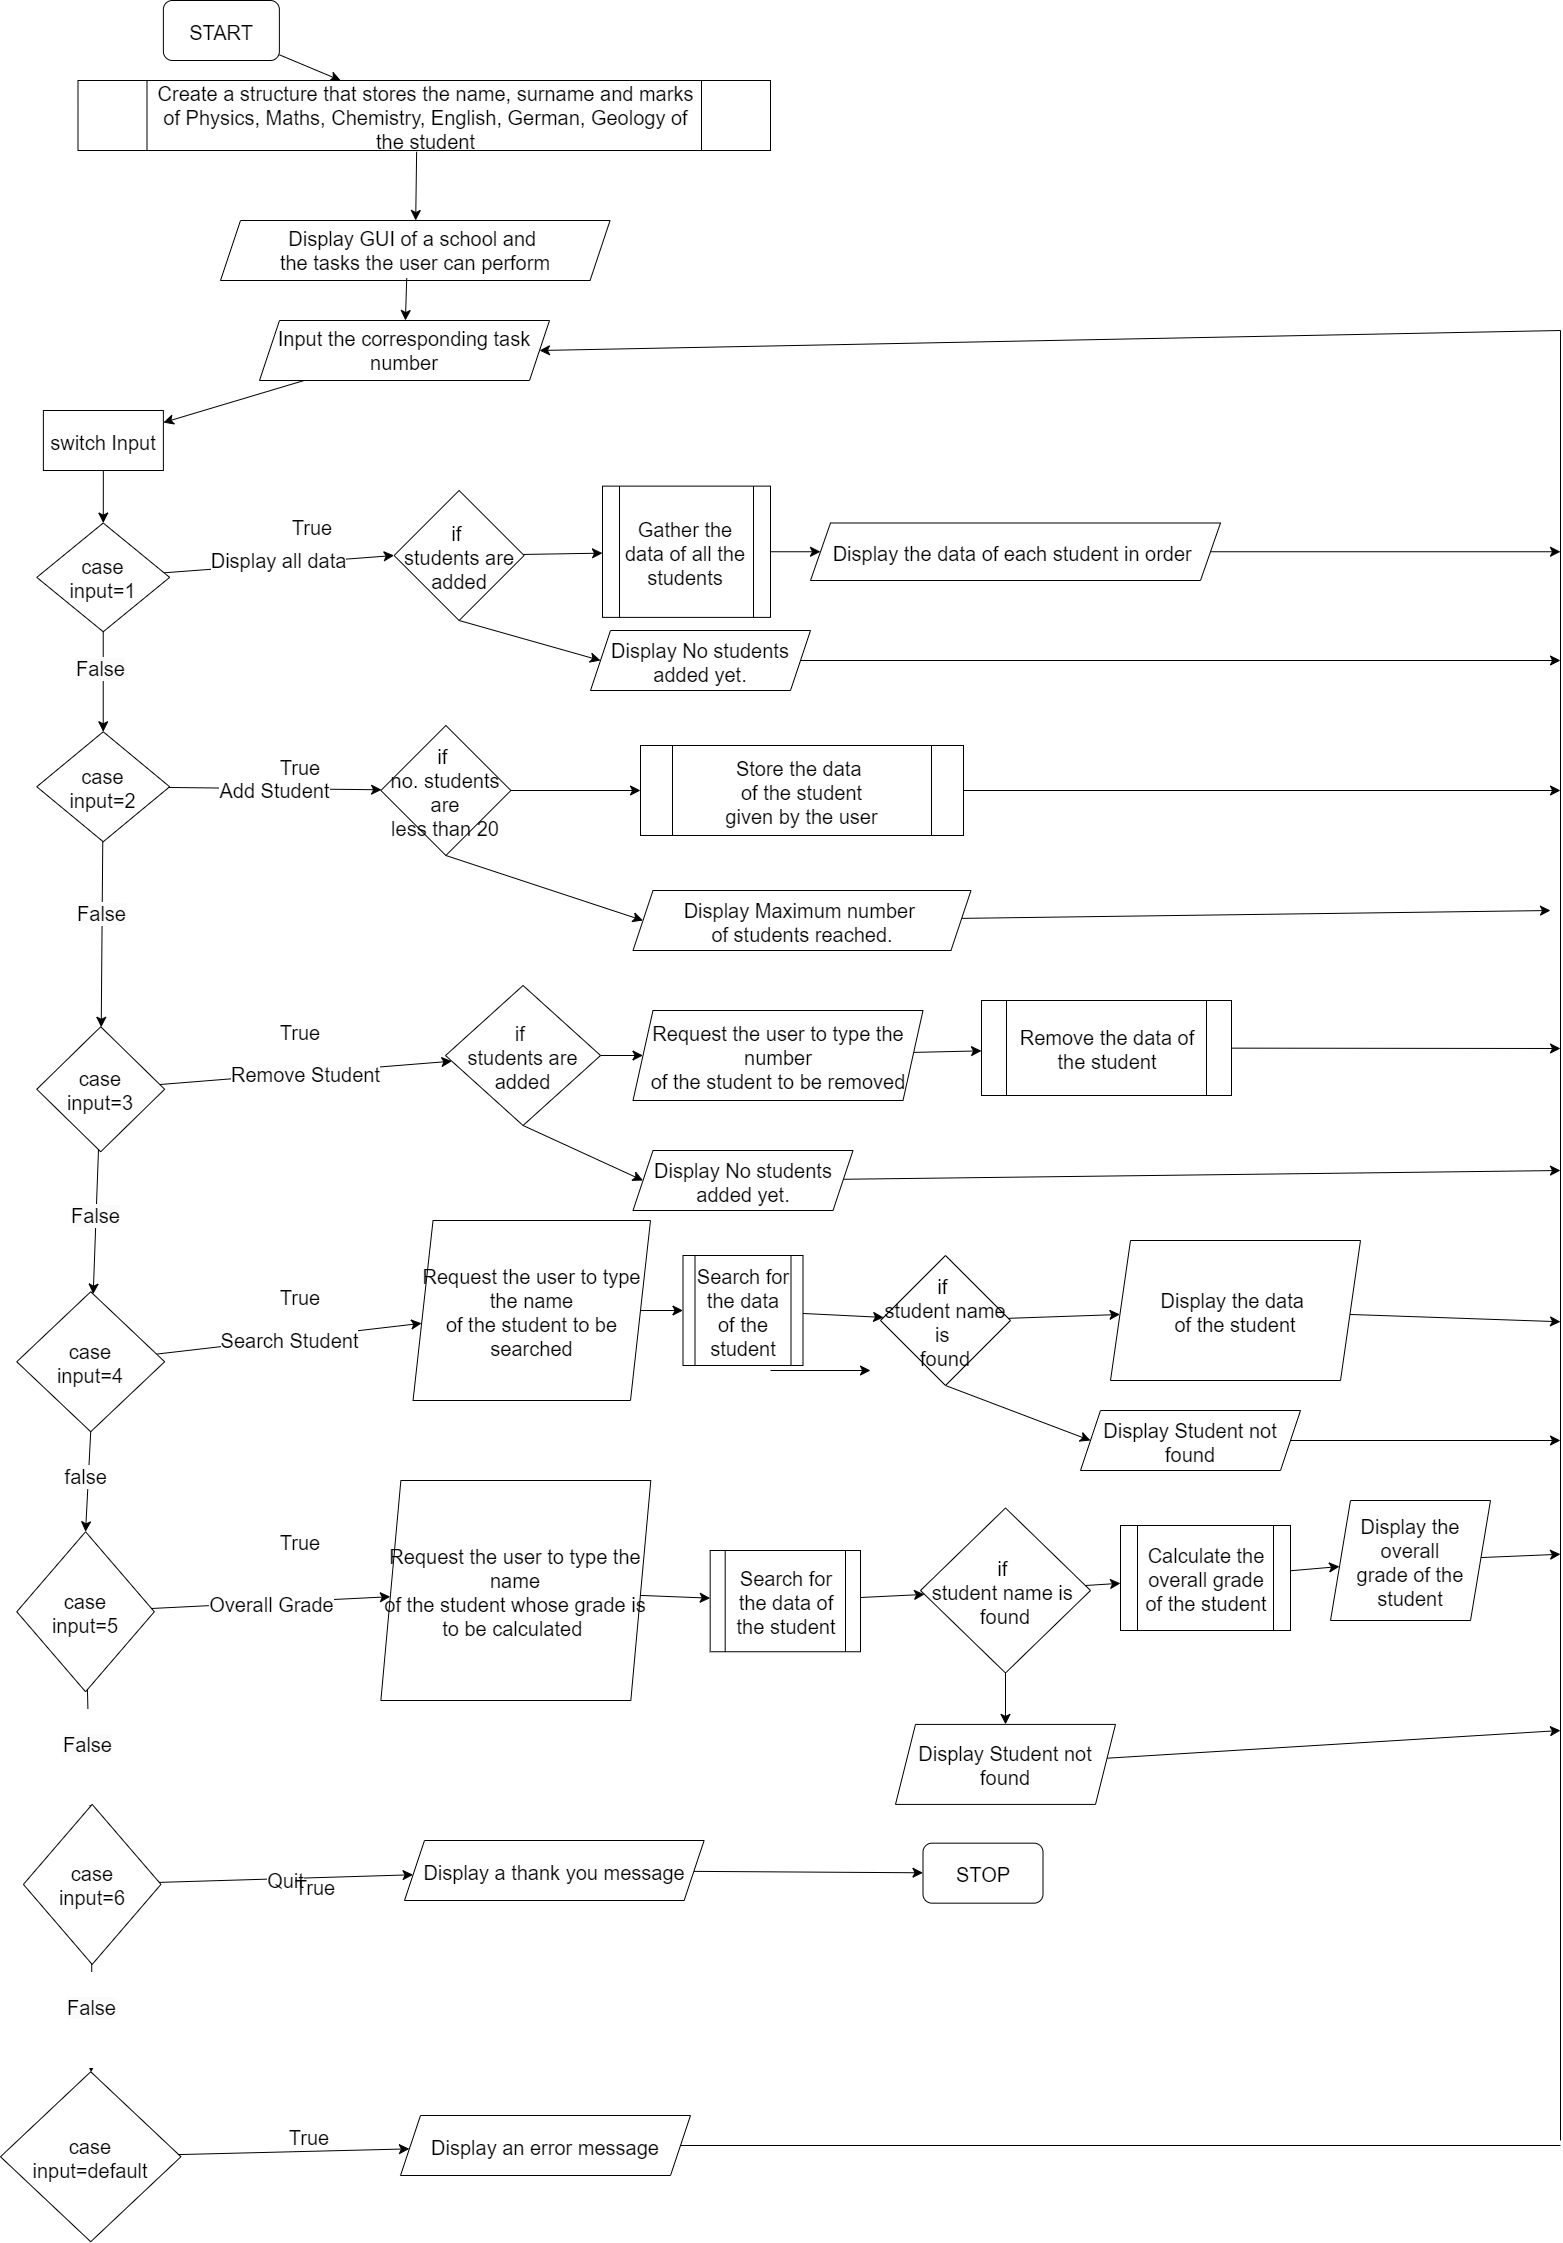 START
Create a structure that stores the name, surname and marks
of Physics, Maths, Chemistry, English, German, Geology of
the student
Display GUI of a school and
the tasks the user can perform
Input the corresponding task
number
switch Input
case
input=1
True
Display all data
if
students are
added
Gather the
data of all the
students
Display the data of each student in order
Display No students
added yet.
False
case
input=2
True
Add Student
if
no. students
are
less than 20
Store the data
of the student
given by the user
Display Maximum number
of students reached.
False
case
input=3
True
Remove Student
if
students are
added
Request the user to type the
number
of the student to be removed
Remove the data of
the student
Display No students
added yet.
False
case
input=4
True
Search Student
Request the user to type
the name
of the student to be
searched
Search for
the data
of the
student
if
student name
is
found
Display the data
of the student
Display Student not
found
false
case
input=5
True
Overall Grade
Request the user to type the
name
of the student whose grade is
to be calculated
Search for
the data of
the student
if
student name is
found
Calculate the
overall grade
of the student
Display the
overall
grade of the
student
Display Student not
found
False
case
input=6
Quit
True
Display a thank you message
STOP
False
case
input=default
True
Display an error message